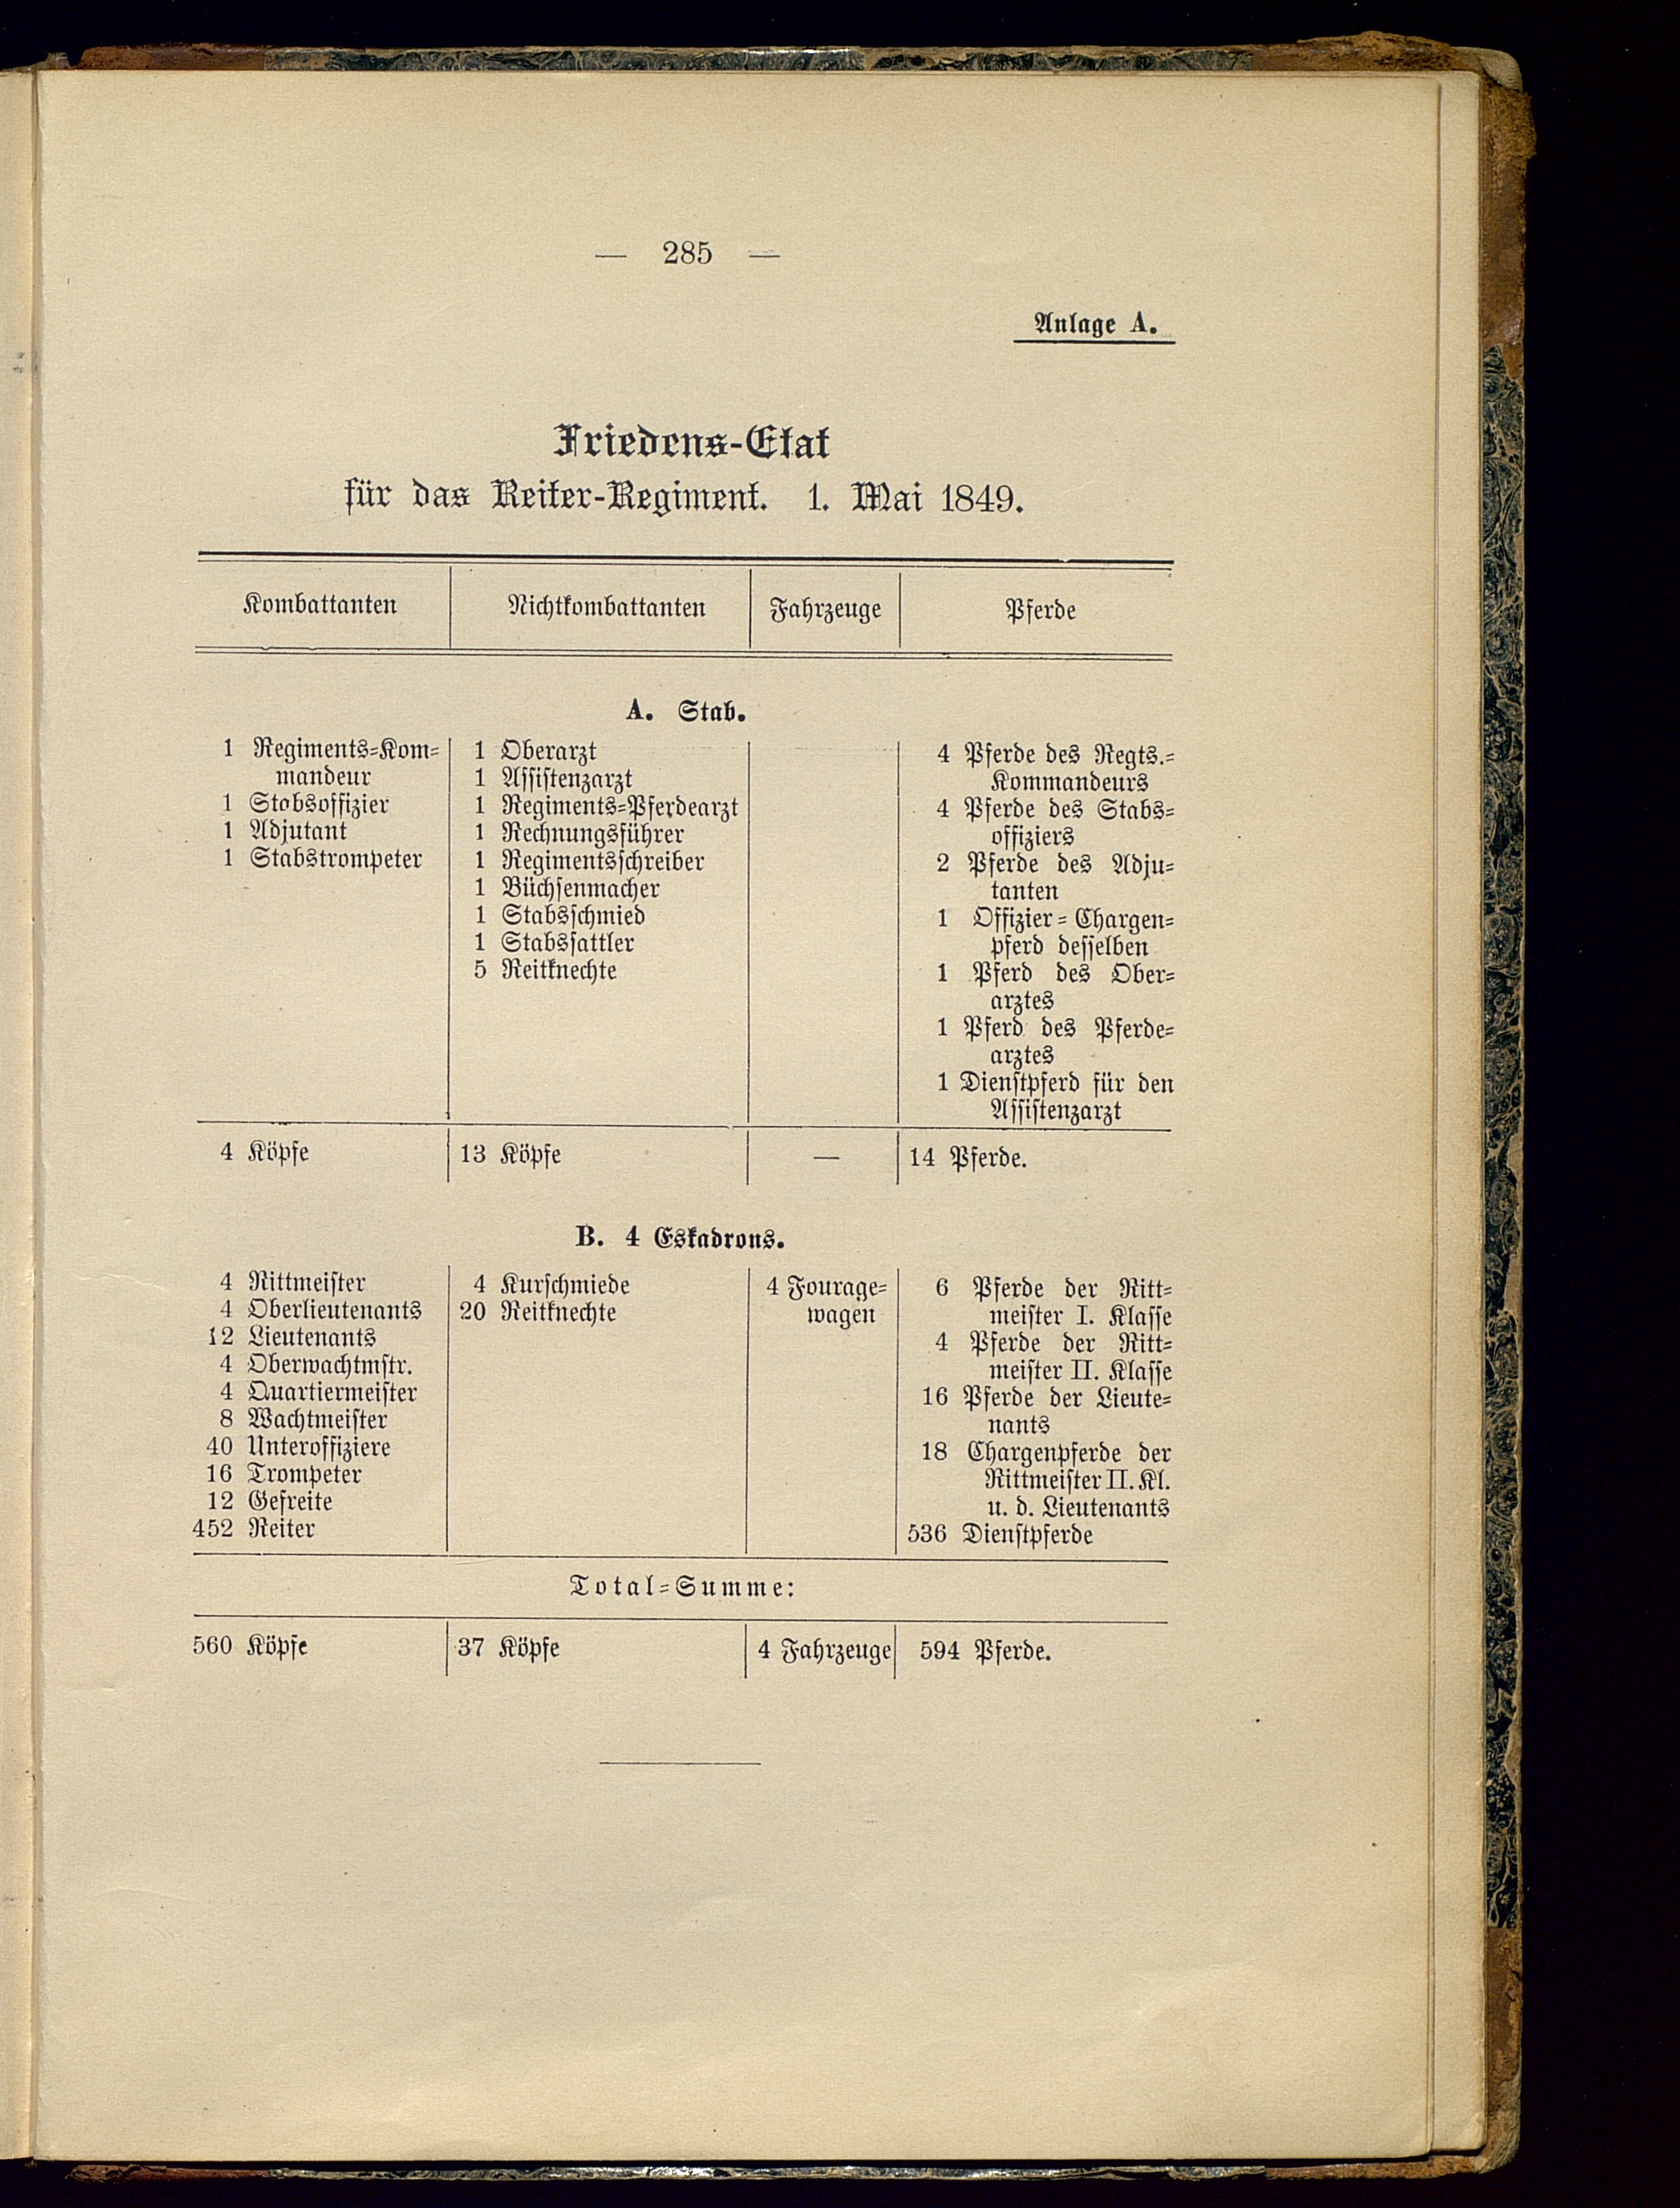 — 285 —
Anlage A.
Friedens-Etat
für das Reiter-Regiment. 1. Mai 1849.
Kombattanten Nichtkombattanten Fahrzeuge Pferde
A. Stab.
1 Regiments-Kom-
mandeur
1 Stabsoffizier
1 Adjutant
1 Stabstrompeter
1 Oberarzt
1 Assistenzarzt
1 Regiments-Pferdearzt
1 Rechnungsführer
1 Regimentsschreiber
1 Büchsenmacher
1 Stabsschmied
1 Stabssattler
5 Reitknechte
4 Pferde des Regts.-
Kommandeurs
4 Pferde des Stabs-
offiziers
2 Pferde des Adju-
tanten
1 Offizier-Chargen-
pferd desselben
1 Pferd des Ober-
arztes
1 Pferd des Pferde-
arztes
1 Dienstpferd für den
Assistenzarzt
4 Köpfe 13 Köpfe — 14 Pferde.
B. 4 Eskadrons.
4 Rittmeister
4 Oberlieutenants
12 Lieutenants
4 Oberwachtmstr.
4 Quartiermeister
8 Wachtmeister
40 Unteroffiziere
16 Trompeter
12 Gefreite
452 Reiter
4 Kurschmiede
20 Reitknechte
4 Fourage-
wagen
6 Pferde der Ritt-
meister I. Klasse
4 Pferde der Ritt-
meister II. Klasse
16 Pferde der Lieute-
nants
18 Chargenpferde der
Rittmeister II. Kl.
u. d. Lieutenants
536 Dienstpferde
Total-Summe:
560 Köpfe 37 Köpfe 4 Fahrzeuge 594 Pferde.